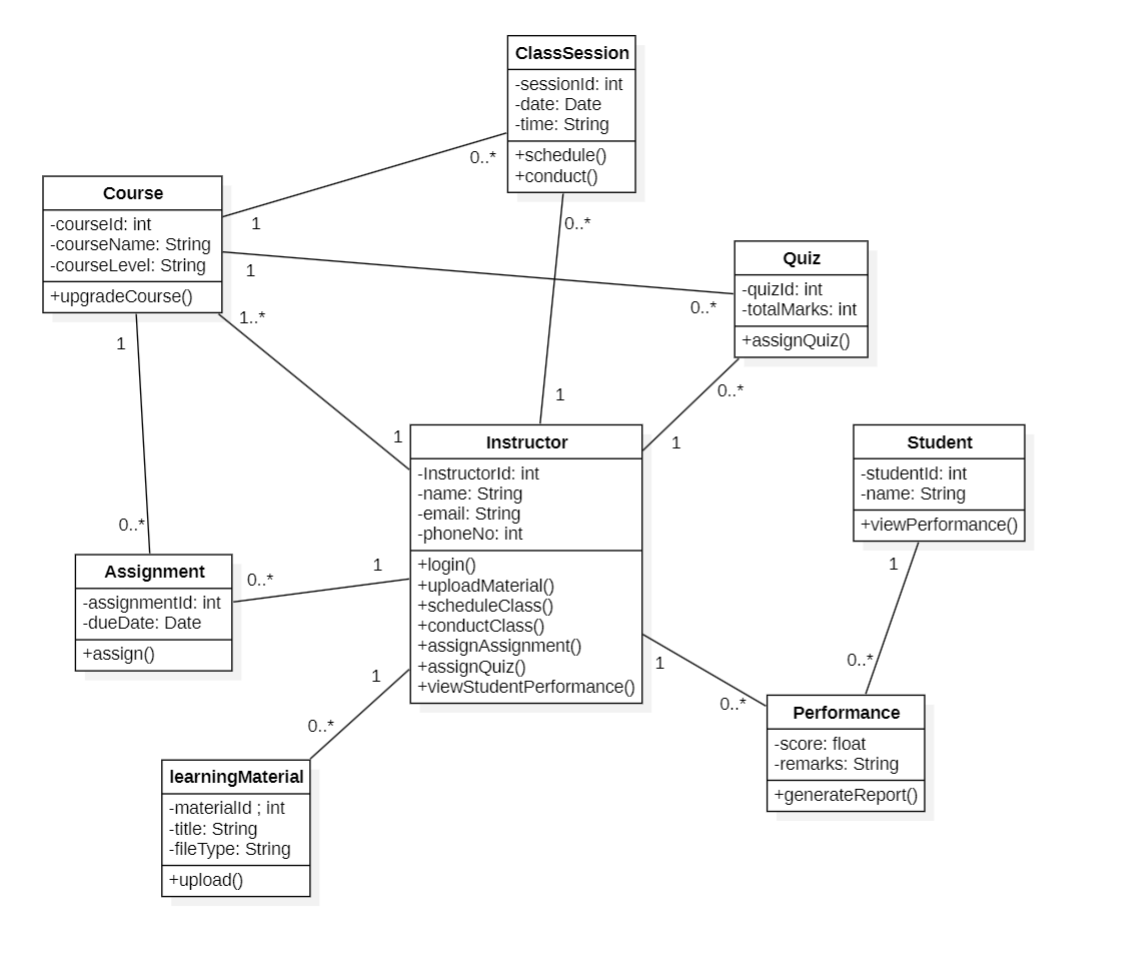 ClassSession
-sessionId: int
-date: Date
-time: String
+schedule()
+conduct()
0..*
0..*
Course
-courseId: int
-courseName: String
-courseLevel: String
+upgradeCourse()
1
1
1..*
1
Quiz
-quizId: int
-totalMarks: int
+assignQuiz()
0..*
0..*
1
1
1
Instructor
-InstructorId: int
-name: String
-email: String
-phoneNo: int
+login()
+uploadMaterial()
+scheduleClass()
+conductClass()
+assignAssignment()
+assignQuiz()
+viewStudentPerformance()
Student
-studentId: int
-name: String
+viewPerformance()
1
0..*
0..*
Assignment
-assignmentId: int
-dueDate: Date
+assign()
0..*
1
1
0..*
1
0..*
Performance
-score: float
-remarks: String
+generateReport()
learningMaterial
-materialId ; int
-title: String
-fileType: String
+upload()